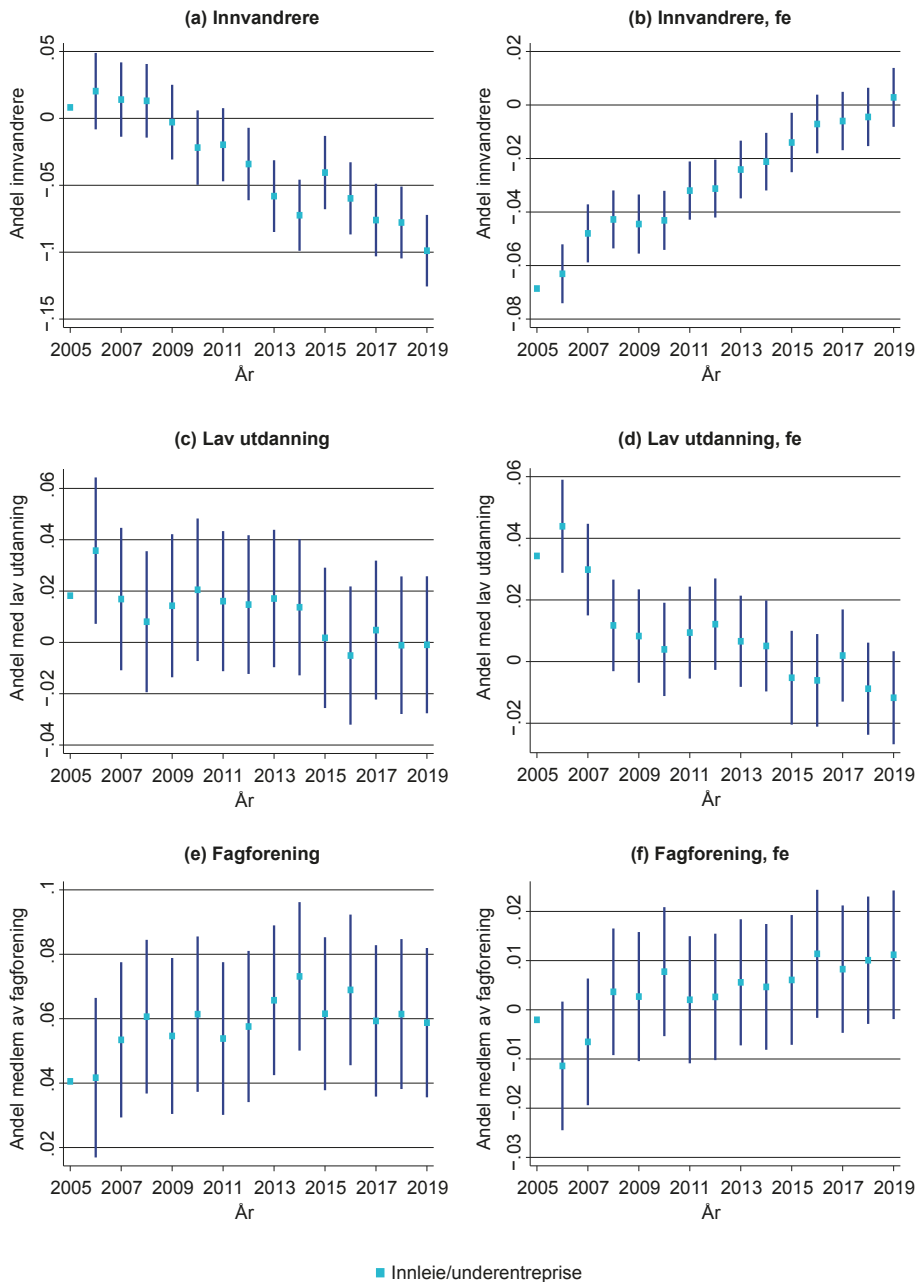 (a) Innvandrere
Andel innvandrere
.05
0
−.05
−.1
−.15
2005 2007 2009 2011 2013 2015 2017 2019
År
(b) Innvandrere, fe
Andel innvandrere
.02
0
−.02
−.04
−.06
−.08
2005 2007 2009 2011 2013 2015 2017 2019
År
(c) Lav utdanning
Andel med lav utdanning
.06
.04
.02
0
−.02
−.04
2005 2007 2009 2011 2013 2015 2017 2019
År
(d) Lav utdanning, fe
Andel med lav utdanning
.06
.04
.02
0
−.02
2005 2007 2009 2011 2013 2015 2017 2019
År
(e) Fagforening
Andel medlem av fagforening
.1
.08
.06
.04
.02
2005 2007 2009 2011 2013 2015 2017 2019
År
(f) Fagforening, fe
Andel medlem av fagforening
.02
.01
0
−.01
−.02
−.03
2005 2007 2009 2011 2013 2015 2017 2019
År
Innleie/underentreprise